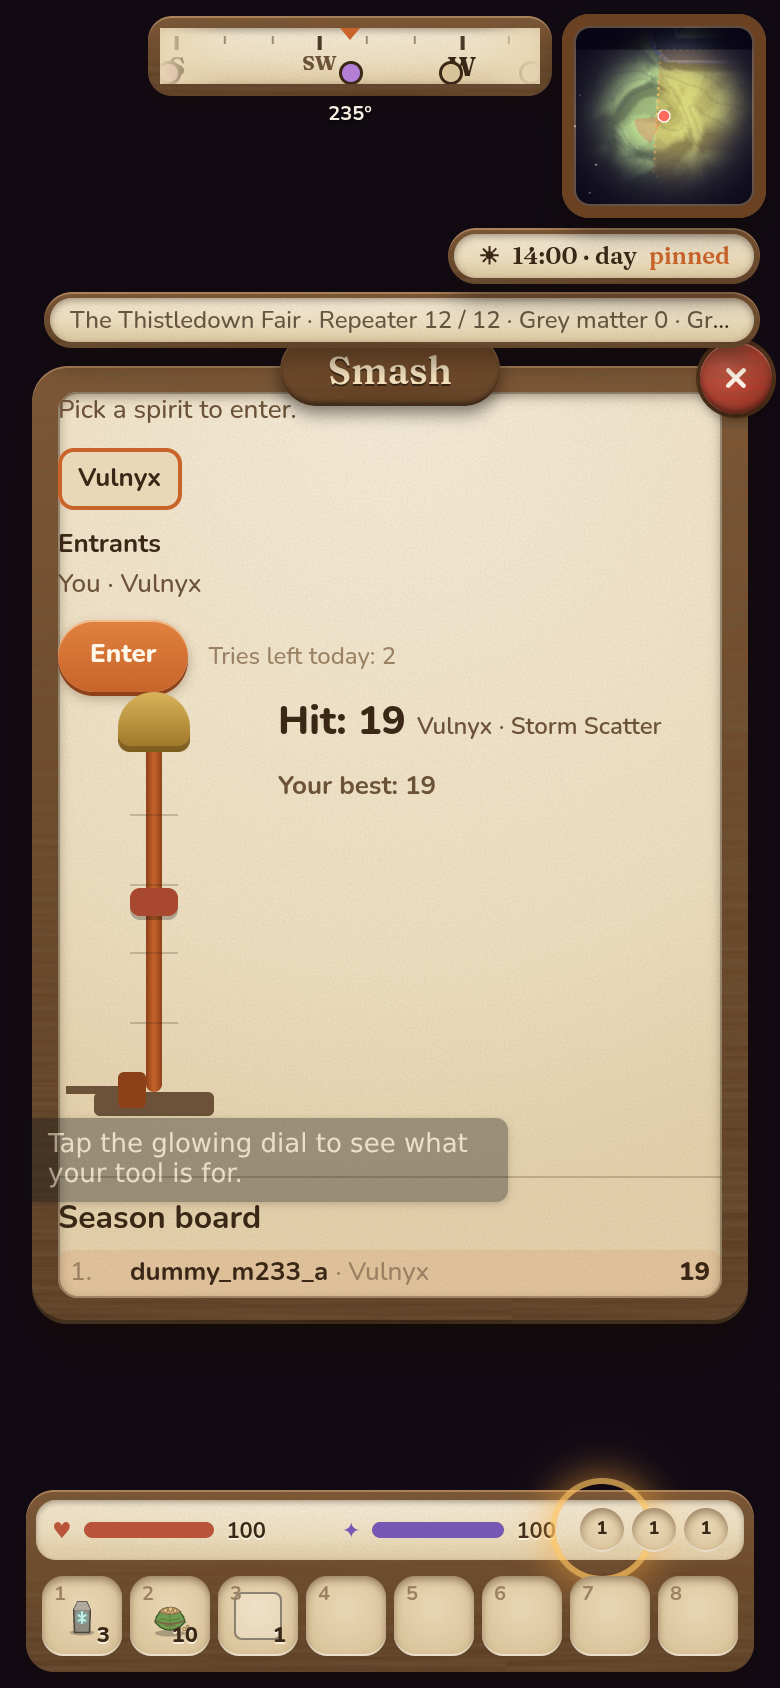 S
SW
W
235°
14:00 · day pinned
The Thistledown Fair · Repeater 12 / 12 · Grey matter 0 · Gr...
Smash
Pick a spirit to enter.
Vulnyx
Entrants
You · Vulnyx
Enter
Tries left today: 2
Hit: 19 Vulnyx · Storm Scatter
Your best: 19
Tap the glowing dial to see what
your tool is for.
Season board
1. dummy_m233_a · Vulnyx 19
100
100
1 1 1
1 3
2 10
3 1
4
5
6
7
8